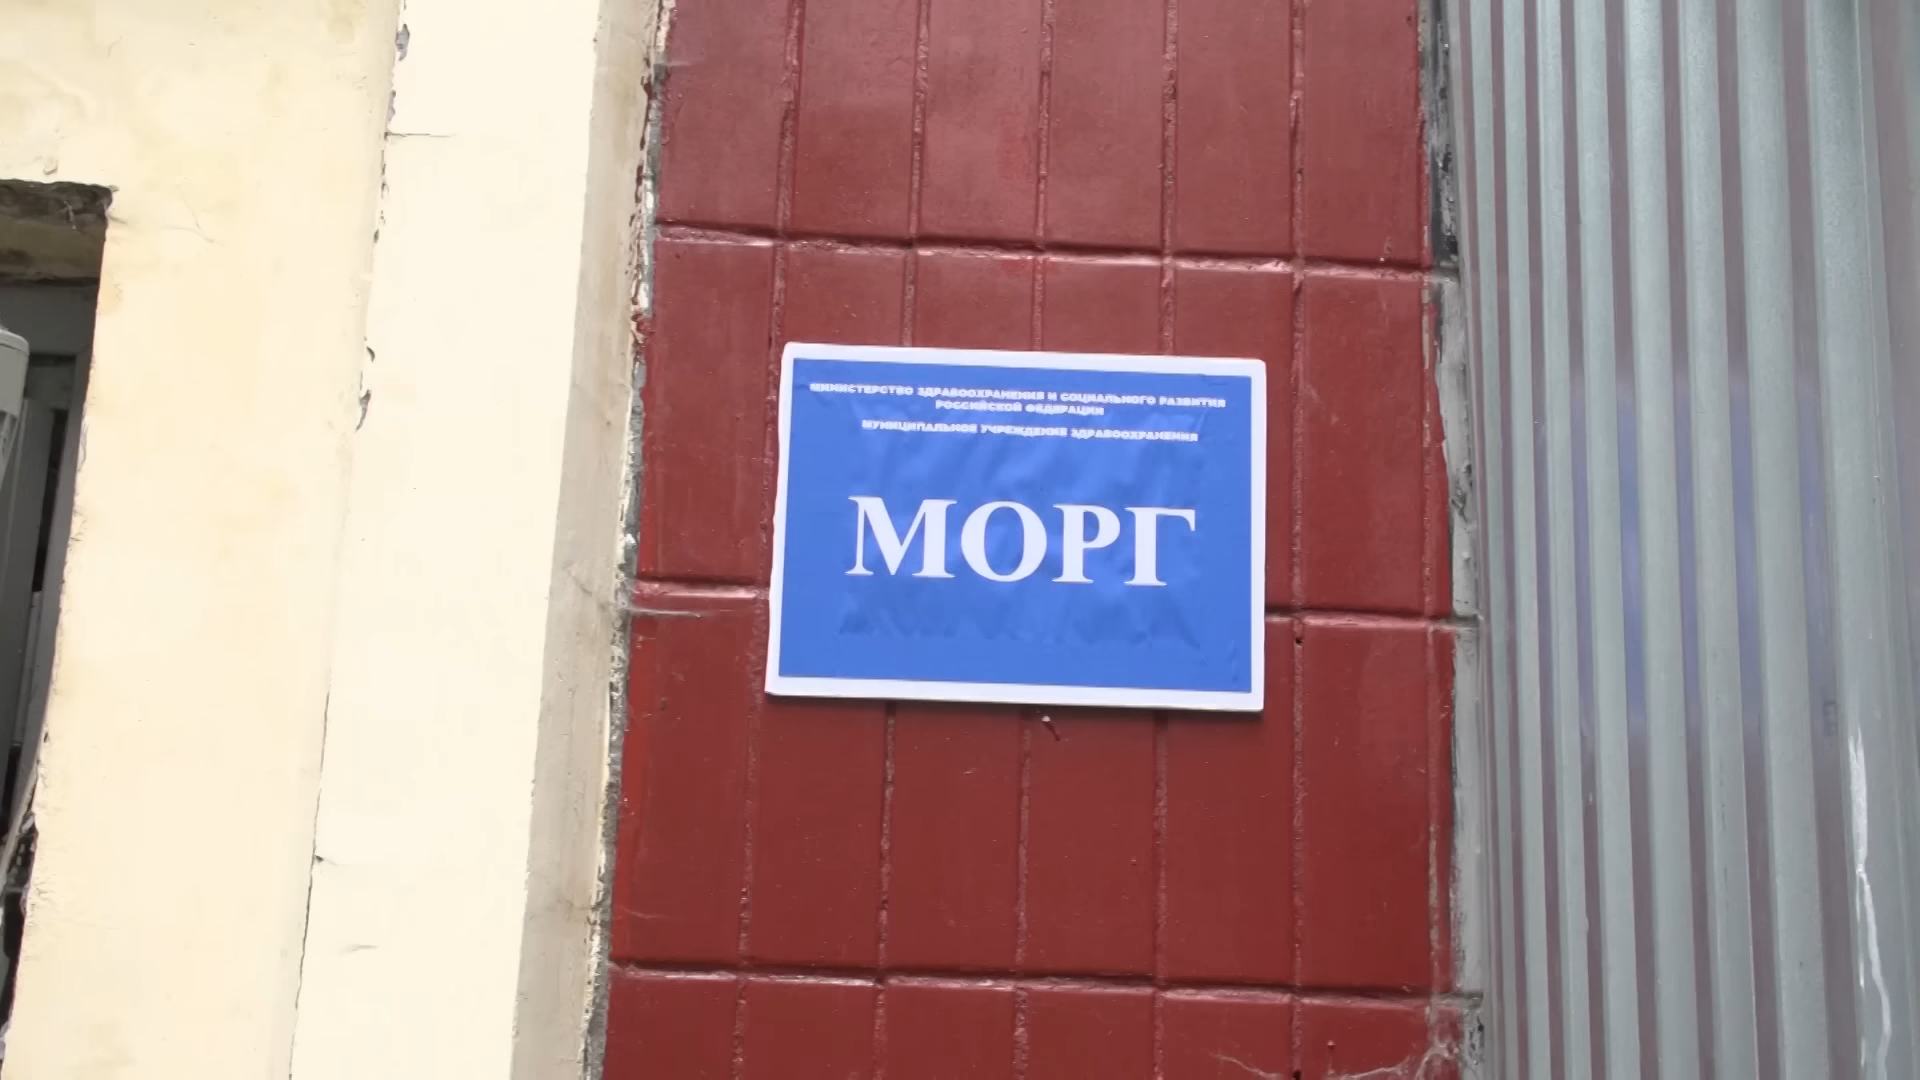 МИНИСТЕРСТВО ЗДРАВООХРАНЕНИЯ И СОЦИАЛЬНОГО РАЗВИТИЯ
РОССИЙСКОЙ ФЕДЕРАЦИИ
МУНИЦИПАЛЬНОЕ УЧРЕЖДЕНИЕ ЗДРАВООХРАНЕНИЯ
МОРГ